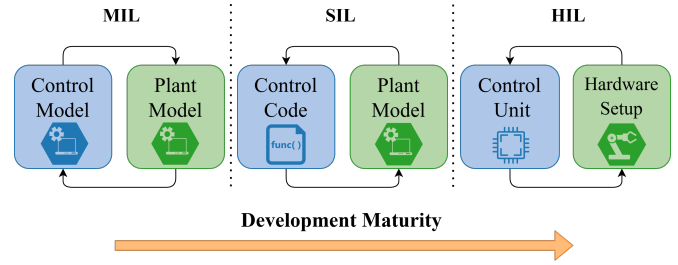 MIL
SIL
HIL
Control
Model
Plant
Model
Control
Code
func( )
Plant
Model
Control
Unit
Hardware
Setup
Development Maturity